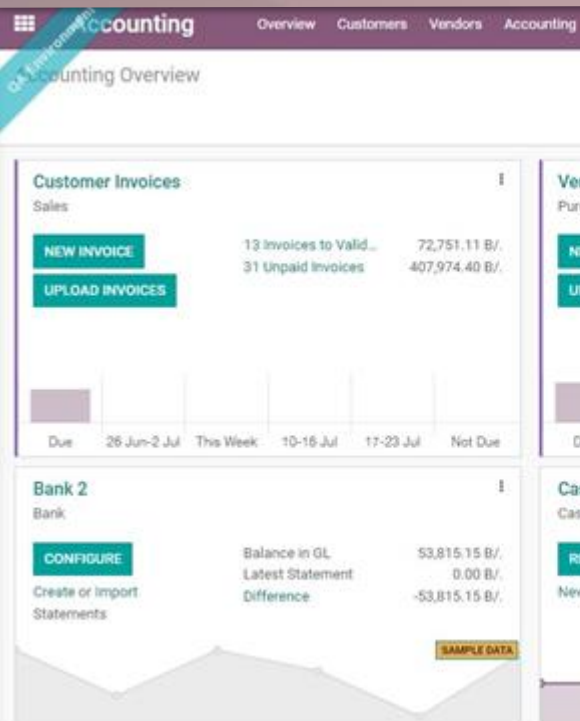 Accounting
Overview Customers Vendors Accounting
QA Environment
Accounting Overview
Customer Invoices
Sales
NEW INVOICE
UPLOAD INVOICES
13 Invoices to Valid...
72,751.11 B/.
31 Unpaid Invoices
407,974.40 B/.
Due 26 Jun-2 Jul This Week 10-16 Jul 17-23 Jul Not Due
Bank 2
Bank
CONFIGURE
Create or Import
Statements
Balance in GL
53,815.15 B/.
Latest Statement
0.00 B/.
Difference
-53,815.15 B/.
SAMPLE DATA